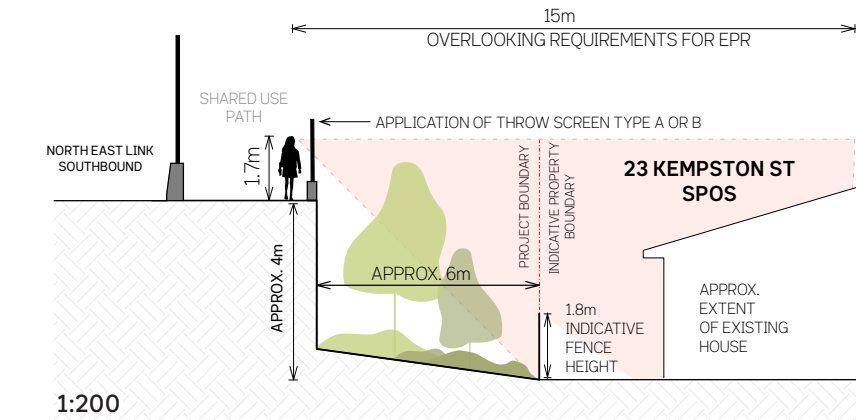 15m
OVERLOOKING REQUIREMENTS FOR EPR
SHARED USE
PATH
APPLICATION OF THROW SCREEN TYPE A OR B
NORTH EAST LINK
SOUTHBOUND
1.7m
PROJECT BOUNDARY
INDICATIVE PROPERTY
BOUNDARY
23 KEMPSTON ST
SPOS
APPROX. 4m
APPROX. 6m
1.8m
INDICATIVE
FENCE
HEIGHT
APPROX.
EXTENT
OF EXISTING
HOUSE
1:200